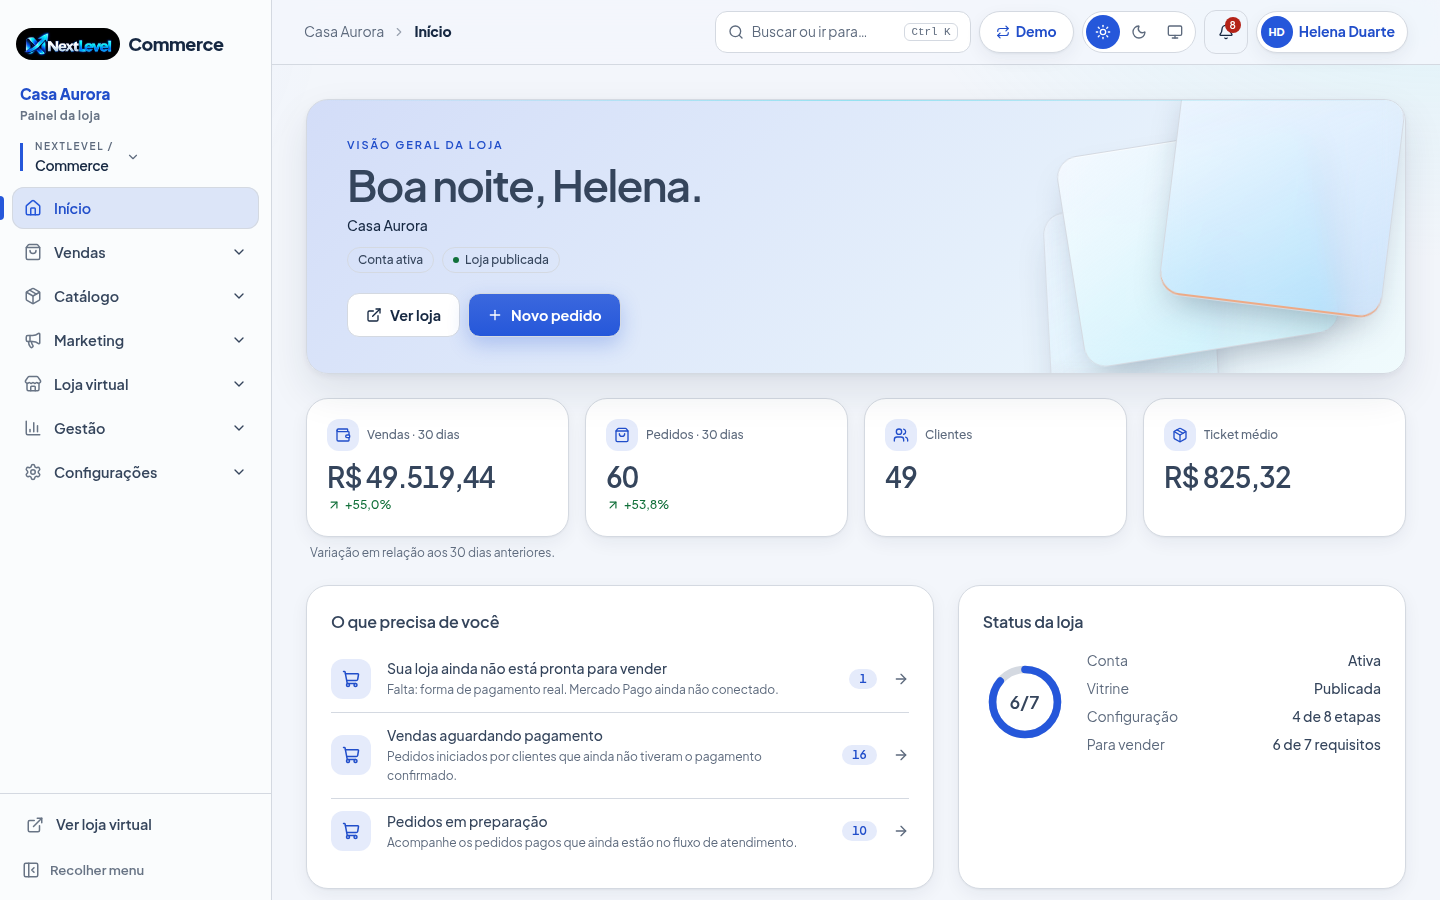 NextLevel Commerce
Casa Aurora
Painel da loja
NEXTLEVEL /
Commerce
Início
Vendas
Catálogo
Marketing
Loja virtual
Gestão
Configurações
Ver loja virtual
Recolher menu
Casa Aurora > Início
Buscar ou ir para... Ctrl K
Demo
8
HD Helena Duarte
VISÃO GERAL DA LOJA
Boa noite, Helena.
Casa Aurora
Conta ativa
Loja publicada
Ver loja
Novo pedido
Vendas · 30 dias
R$ 49.519,44
+55,0%
Pedidos · 30 dias
60
+53,8%
Clientes
49
Ticket médio
R$ 825,32
Variação em relação aos 30 dias anteriores.
O que precisa de você
Sua loja ainda não está pronta para vender
Falta: forma de pagamento real. Mercado Pago ainda não conectado.
1
Vendas aguardando pagamento
Pedidos iniciados por clientes que ainda não tiveram o pagamento
confirmado.
16
Pedidos em preparação
Acompanhe os pedidos pagos que ainda estão no fluxo de atendimento.
10
Status da loja
6/7
Conta Ativa
Vitrine Publicada
Configuração 4 de 8 etapas
Para vender 6 de 7 requisitos